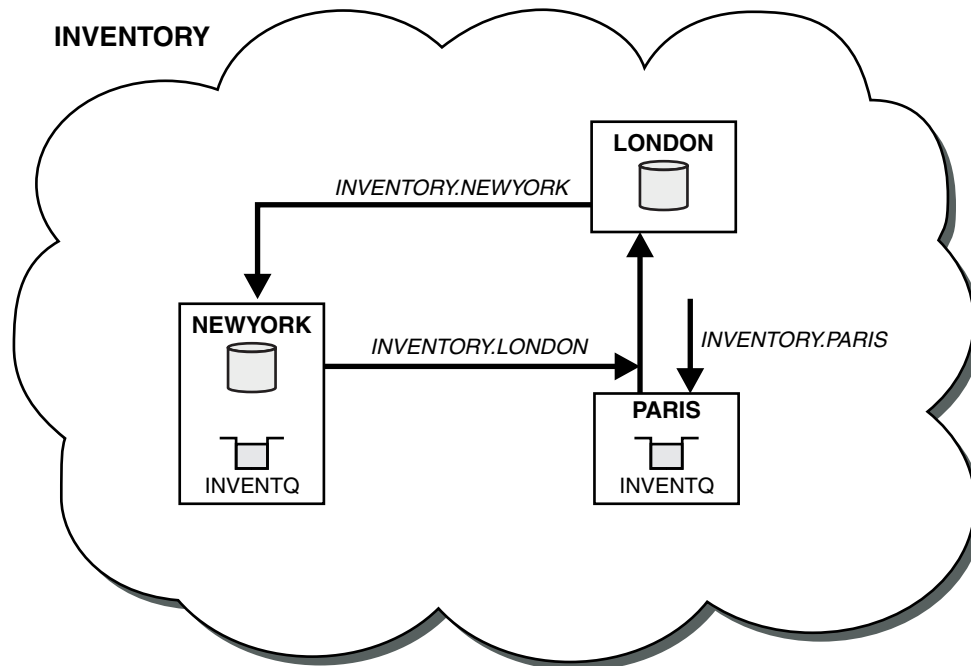 INVENTORY
LONDON
INVENTORY.NEWYORK
NEWYORK
INVENTORY.LONDON
INVENTORY.PARIS
PARIS
INVENTQ
INVENTQ